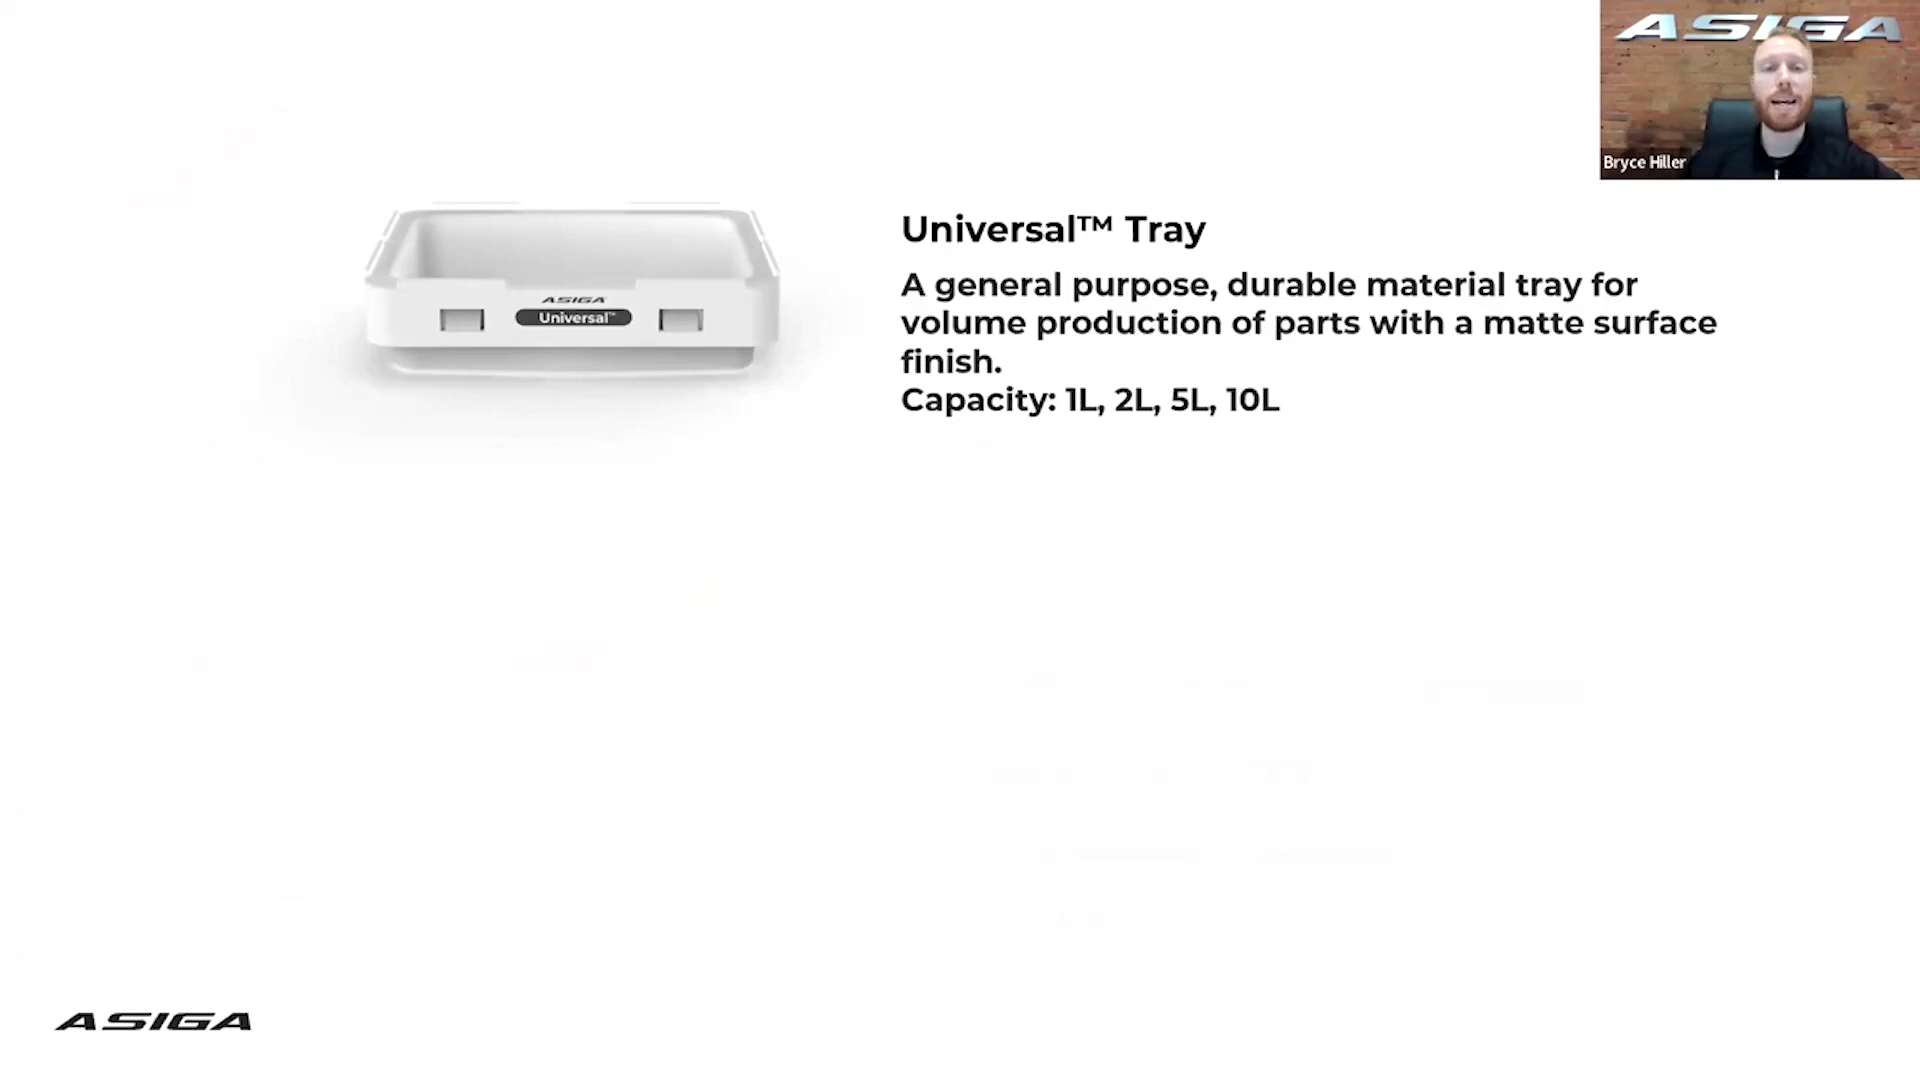 ASIGA
Bryce Hiller
Universal™ Tray
A general purpose, durable material tray for
volume production of parts with a matte surface
finish.
Capacity: 1L, 2L, 5L, 10L
ASIGA
Universal™
ASIGA